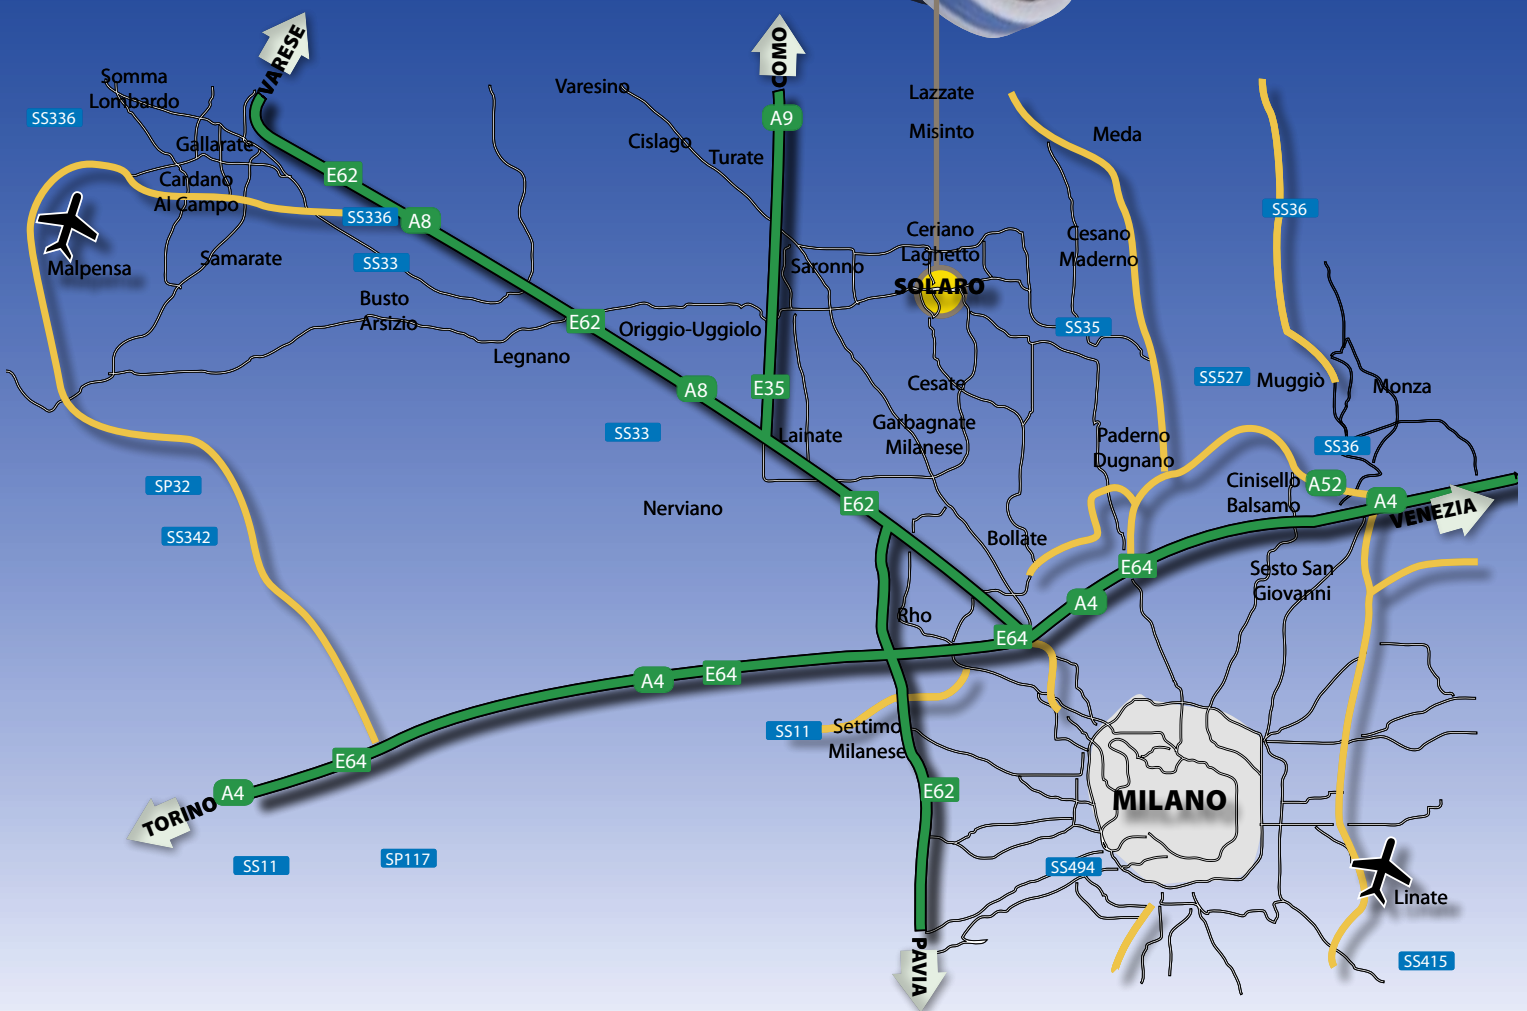 VARESE
COMO
Somma
Lombardo
Varesino
Lazzate
SS336
A9
Misinto
Meda
Gallarate
Cislago
Turate
E62
Cardano
Al Campo
SS336
A8
SS36
Ceriano
Laghetto
Cesano
Maderno
Malpensa
Samarate
SS33
Saronno
SOLARO
Busto
Arsizio
E62
Origgio-Uggiolo
SS35
Legnano
A8
E35
Cesate
SS527
Muggiò
Monza
SS33
Lainate
Garbagnate
Milanese
Paderno
Dugnano
SS36
SP32
Cinisello
Balsamo
A52
A4
VENEZIA
Nerviano
E62
SS342
Bollate
E64
Sesto San
Giovanni
A4
Rho
E64
A4
E64
SS11
Settimo
Milanese
E64
A4
TORINO
E62
MILANO
SS11
SP117
SS494
Linate
PAVIA
SS415